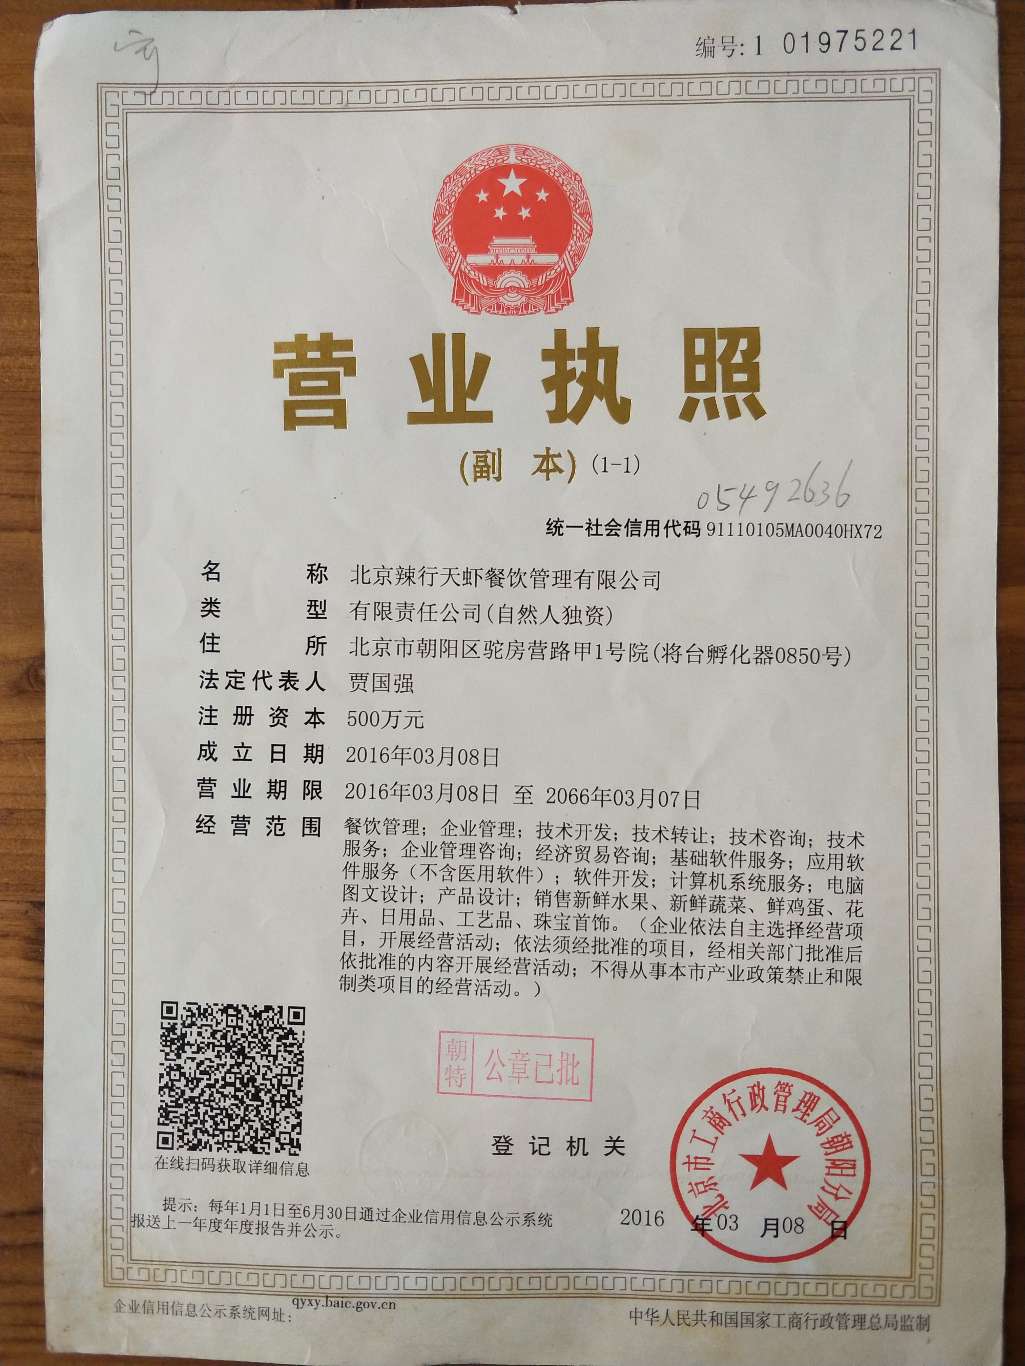 编号:1 01975221
营业执照
(副 本) (1-1)
05492636
统一社会信用代码 91110105MA0040HX72
名 称 北京辣行天虾餐饮管理有限公司
类 型 有限责任公司(自然人独资)
住 所 北京市朝阳区驼房营路甲1号院(将台孵化器0850号)
法定代表人 贾国强
注册资本 500万元
成立日期 2016年03月08日
营业期限 2016年03月08日 至 2066年03月07日
经营范围 餐饮管理；企业管理；技术开发；技术转让；技术咨询；技术
服务；企业管理咨询；经济贸易咨询；基础软件服务；应用软
件服务（不含医用软件）；软件开发；计算机系统服务；电脑
图文设计；产品设计；销售新鲜水果、新鲜蔬菜、鲜鸡蛋、花
卉、日用品、工艺品、珠宝首饰。（企业依法自主选择经营项
目，开展经营活动；依法须经批准的项目，经相关部门批准后
依批准的内容开展经营活动；不得从事本市产业政策禁止和限
制类项目的经营活动。）
朝特 公章已批
登记机关
北京市工商行政管理局朝阳分局
在线扫码获取详细信息
提示：每年1月1日至6月30日通过企业信用信息公示系统
报送上一年度年度报告并公示。
2016 年03 月08 日
企业信用信息公示系统网址： qyxy.baic.gov.cn
中华人民共和国国家工商行政管理总局监制